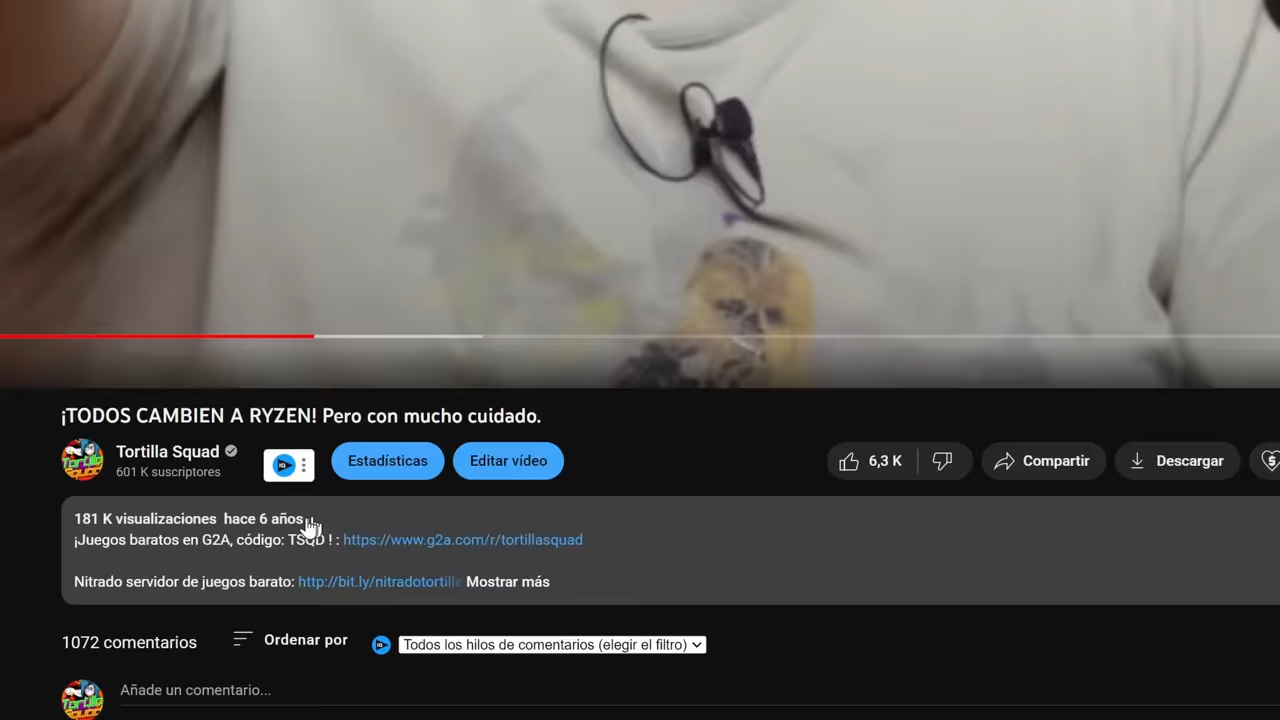 ¡TODOS CAMBIEN A RYZEN! Pero con mucho cuidado.
Tortilla Squad
601 K suscriptores
Estadísticas
Editar vídeo
6,3 K
Compartir
Descargar
181 K visualizaciones hace 6 años
¡Juegos baratos en G2A, código: TSQD ! : https://www.g2a.com/r/tortillasquad
Nitrado servidor de juegos barato: http://bit.ly/nitradotortilla Mostrar más
1072 comentarios
Ordenar por
Todos los hilos de comentarios (elegir el filtro)
Añade un comentario...